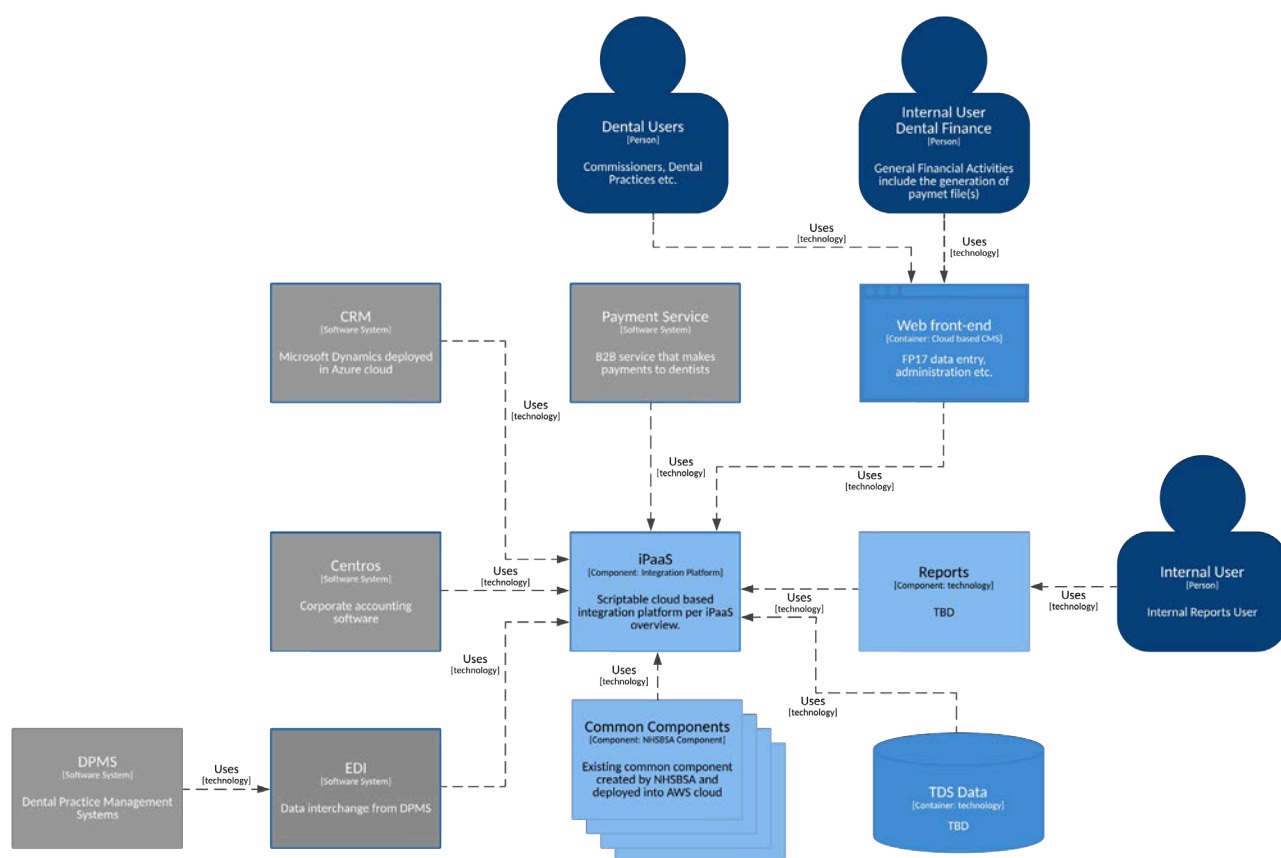 Dental Users
[Person]
Commissioners, Dental
Practices etc.
Internal User
Dental Finance
[Person]
General Financial Activities
include the generation of
paymet file(s)
Uses
[technology]
Uses
[technology]
CRM
[Software System]
Microsoft Dynamics deployed
in Azure cloud
Payment Service
[Software System]
B2B service that makes
payments to dentists
Web front-end
[Container: Cloud based CMS]
FP17 data entry,
administration etc.
Uses
[technology]
Uses
[technology]
Uses
[technology]
Centros
[Software System]
Corporate accounting
software
Uses
[technology]
iPaaS
[Component: Integration Platform]
Scriptable cloud based
integration platform per iPaaS
overview.
Uses
[technology]
Reports
[Component: technology]
TBD
Uses
[technology]
Internal User
[Person]
Internal Reports User
Uses
[technology]
Uses
[technology]
Uses
[technology]
DPMS
[Software System]
Dental Practice Management
Systems
Uses
[technology]
EDI
[Software System]
Data interchange from DPMS
Common Components
[Component: NHSBSA Component]
Existing common component
created by NHSBSA and
deployed into AWS cloud
TDS Data
[Container: technology]
TBD